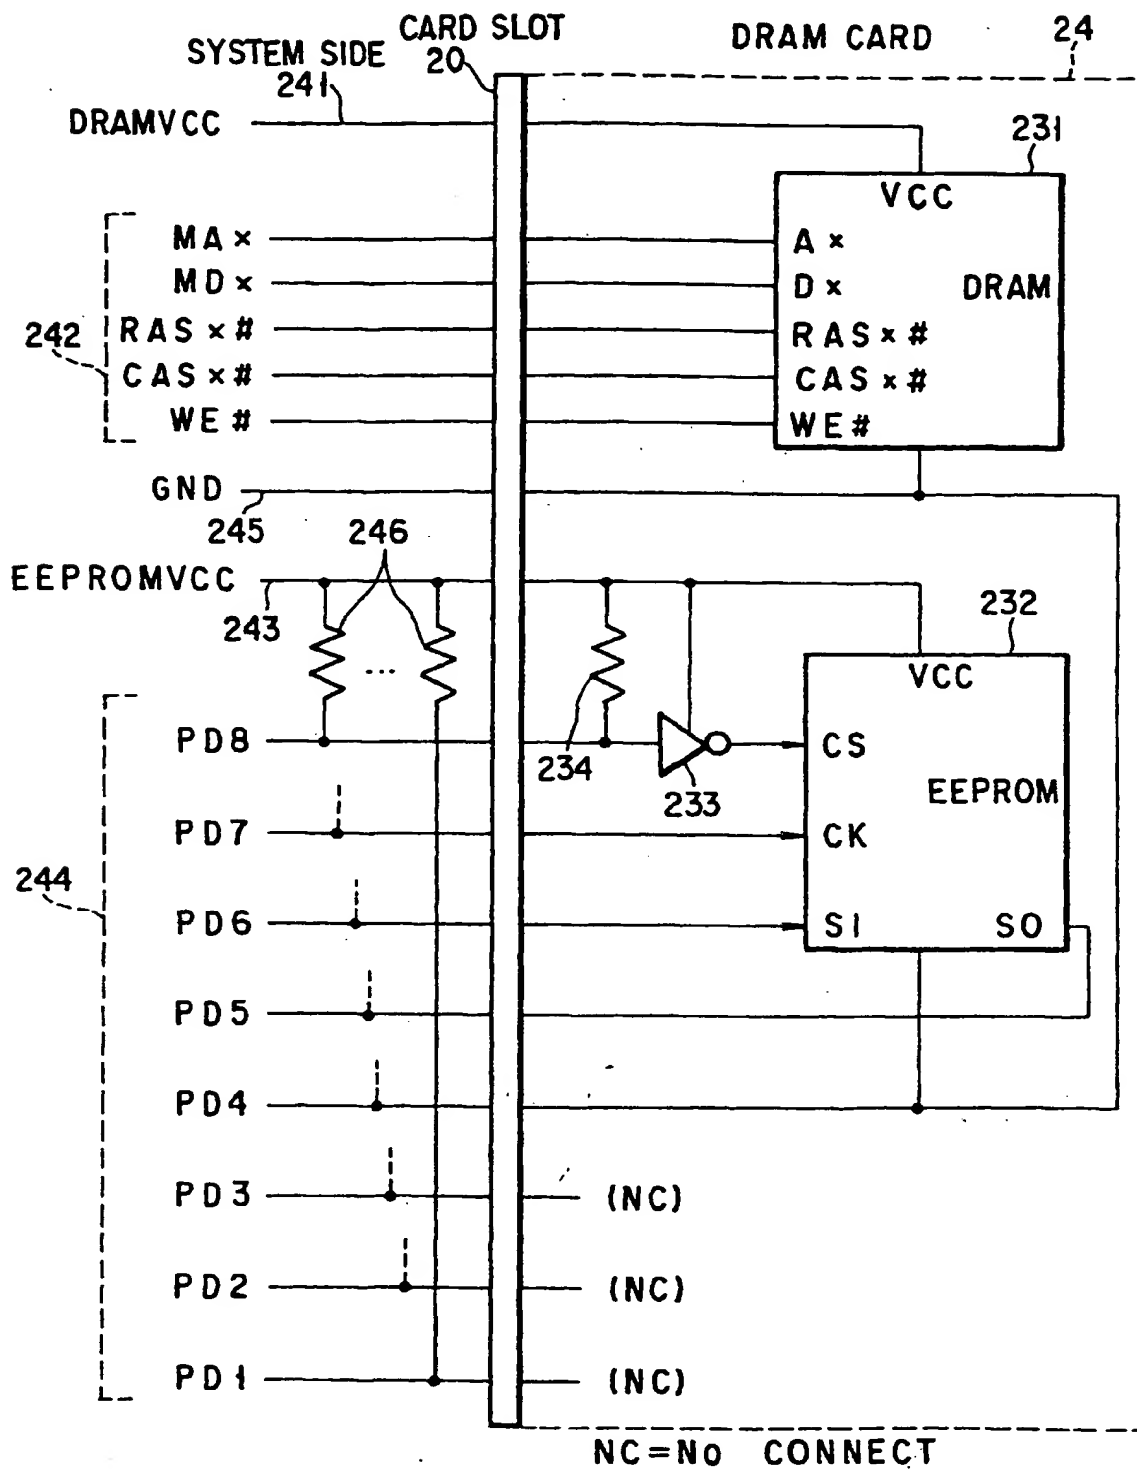 CARD SLOT
20
DRAM CARD
24
SYSTEM SIDE
241
DRAMVCC
231
VCC
MA×
A×
MD×
D×
DRAM
242
RAS×#
RAS×#
CAS×#
CAS×#
WE#
WE#
GND
245
246
EEPROMVCC
243
232
VCC
PD8
234
233
CS
EEPROM
PD7
CK
244
PD6
SI
SO
PD5
...
PD4
PD3
(NC)
PD2
(NC)
PD1
(NC)
NC=No CONNECT